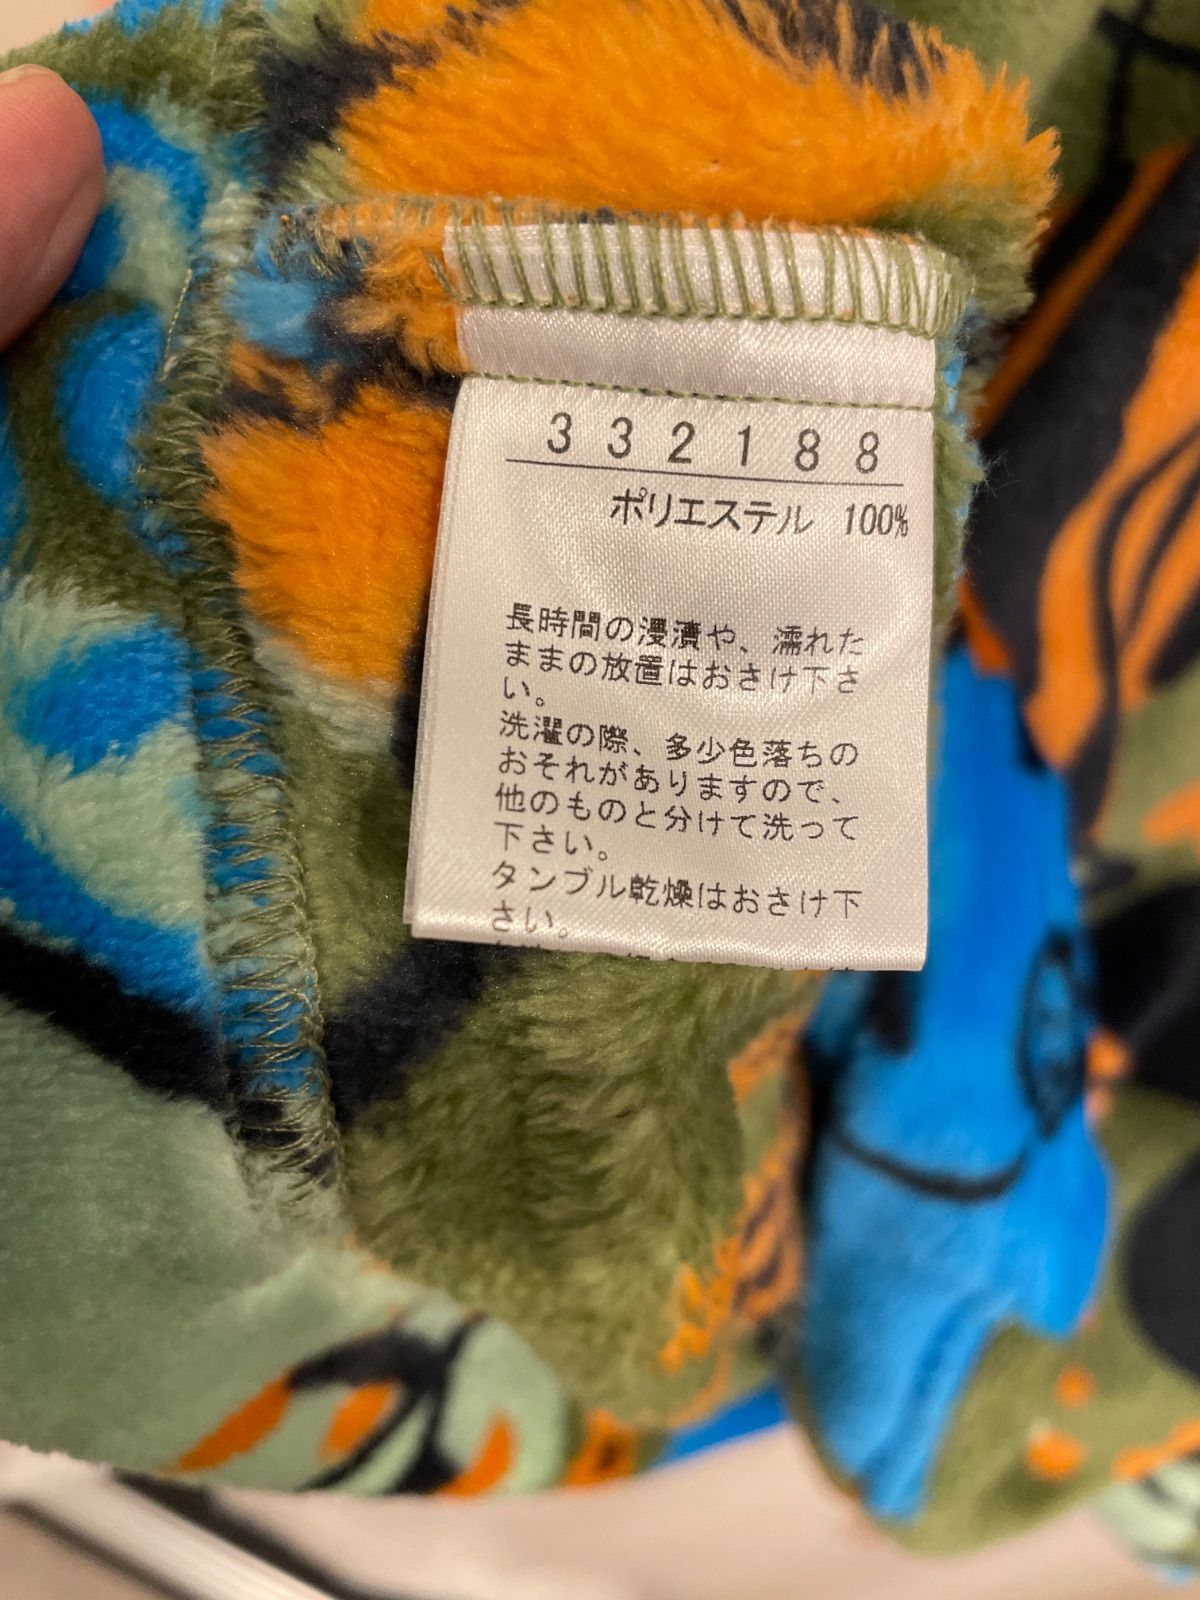 332188
ポリエステル 100%
長時間の浸漬や、濡れた
ままの放置はおさけ下さ
い。
洗濯の際、多少色落ちの
おそれがありますので、
他のものと分けて洗って
下さい。
タンブル乾燥はおさけ下
さい。